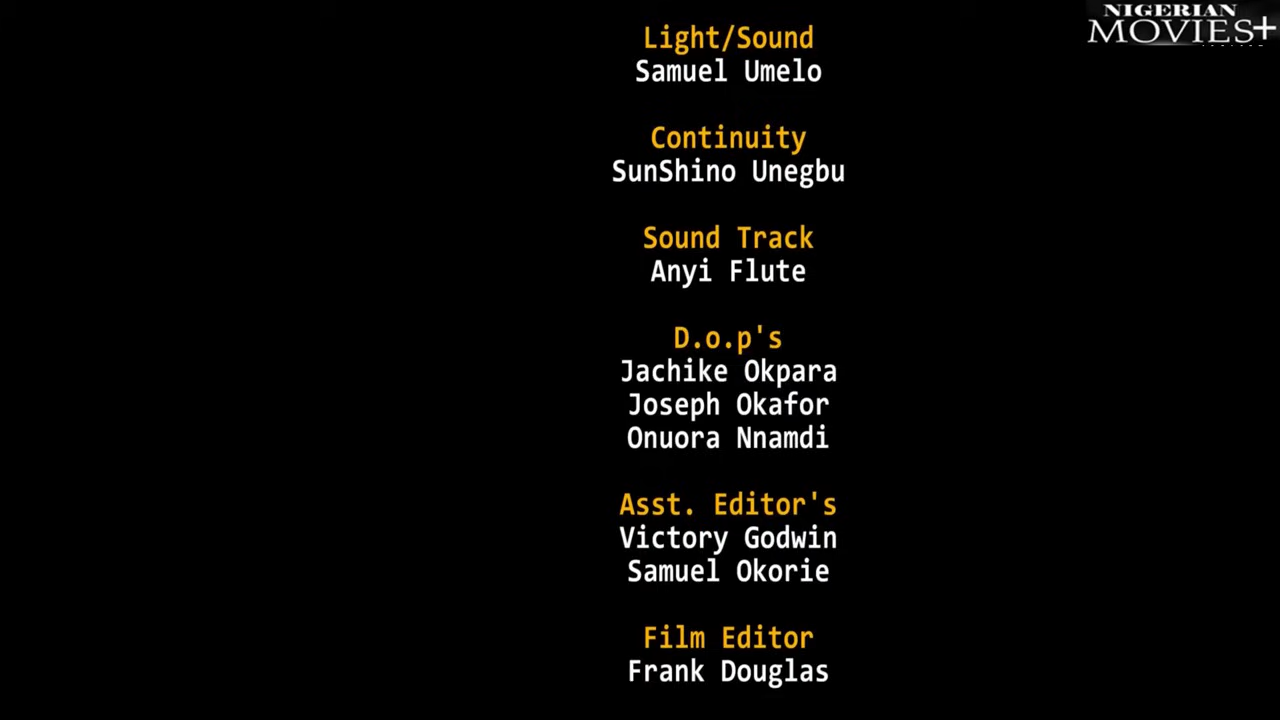 NIGERIAN
MOVIES+
Light/Sound
Samuel Umelo
Continuity
SunShino Unegbu
Sound Track
Anyi Flute
D.o.p's
Jachike Okpara
Joseph Okafor
Onuora Nnamdi
Asst. Editor's
Victory Godwin
Samuel Okorie
Film Editor
Frank Douglas